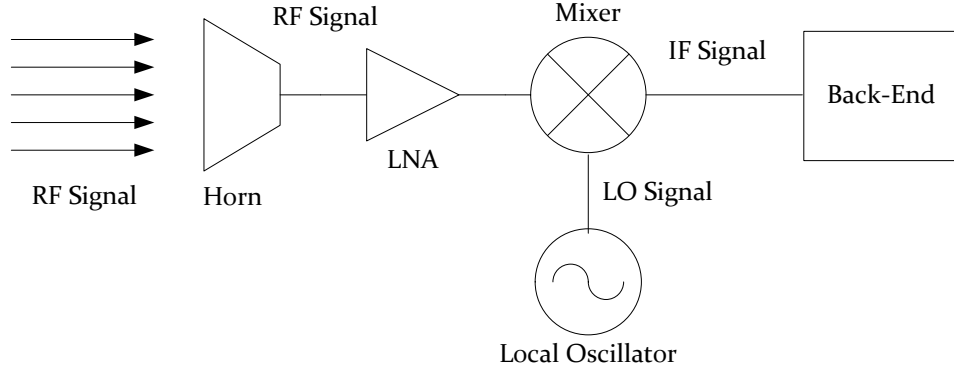 Mixer
RF Signal
IF Signal
Back-End
LNA
RF Signal
Horn
LO Signal
Local Oscillator